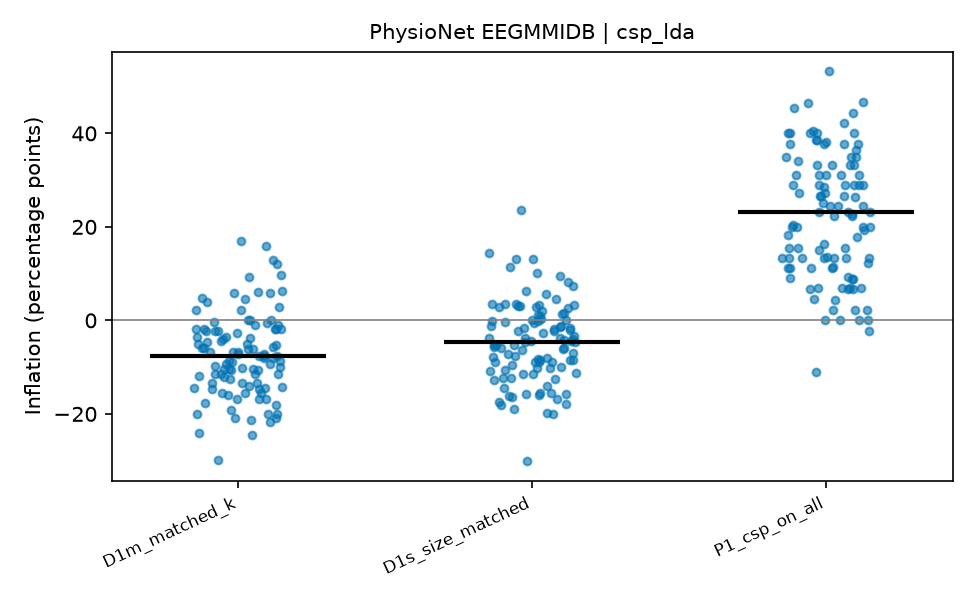 PhysioNet EEGMMIDB | csp_lda
Inflation (percentage points)
40
20
0
−20
D1m_matched_k
D1s_size_matched
P1_csp_on_all